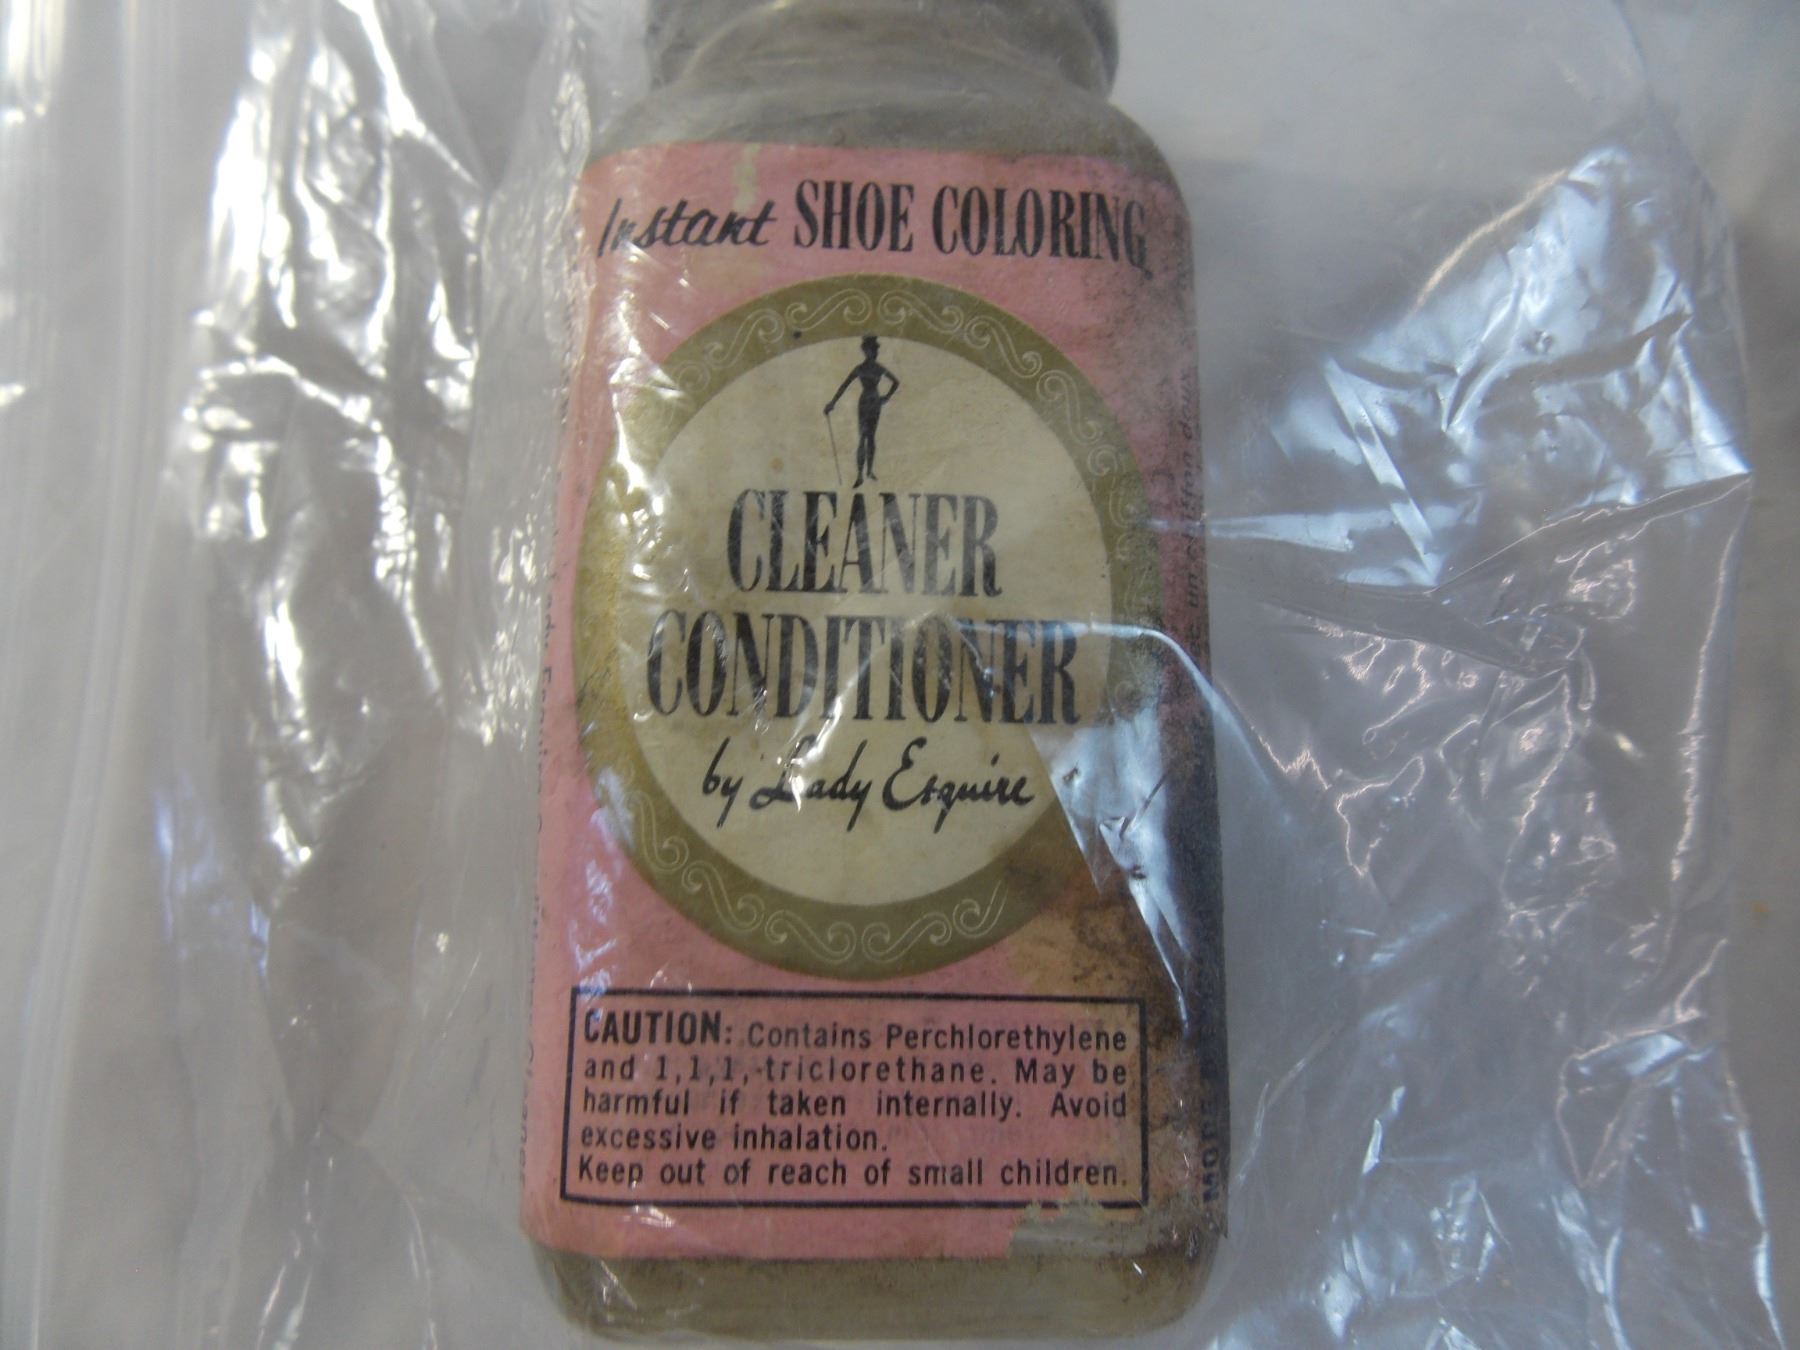 Instant SHOE COLORING
CLEANER
CONDITIONER
by Lady Esquire
CAUTION: Contains Perchlorethylene
and 1,1,1,-triclorethane. May be
harmful if taken internally. Avoid
excessive inhalation.
Keep out of reach of small children.